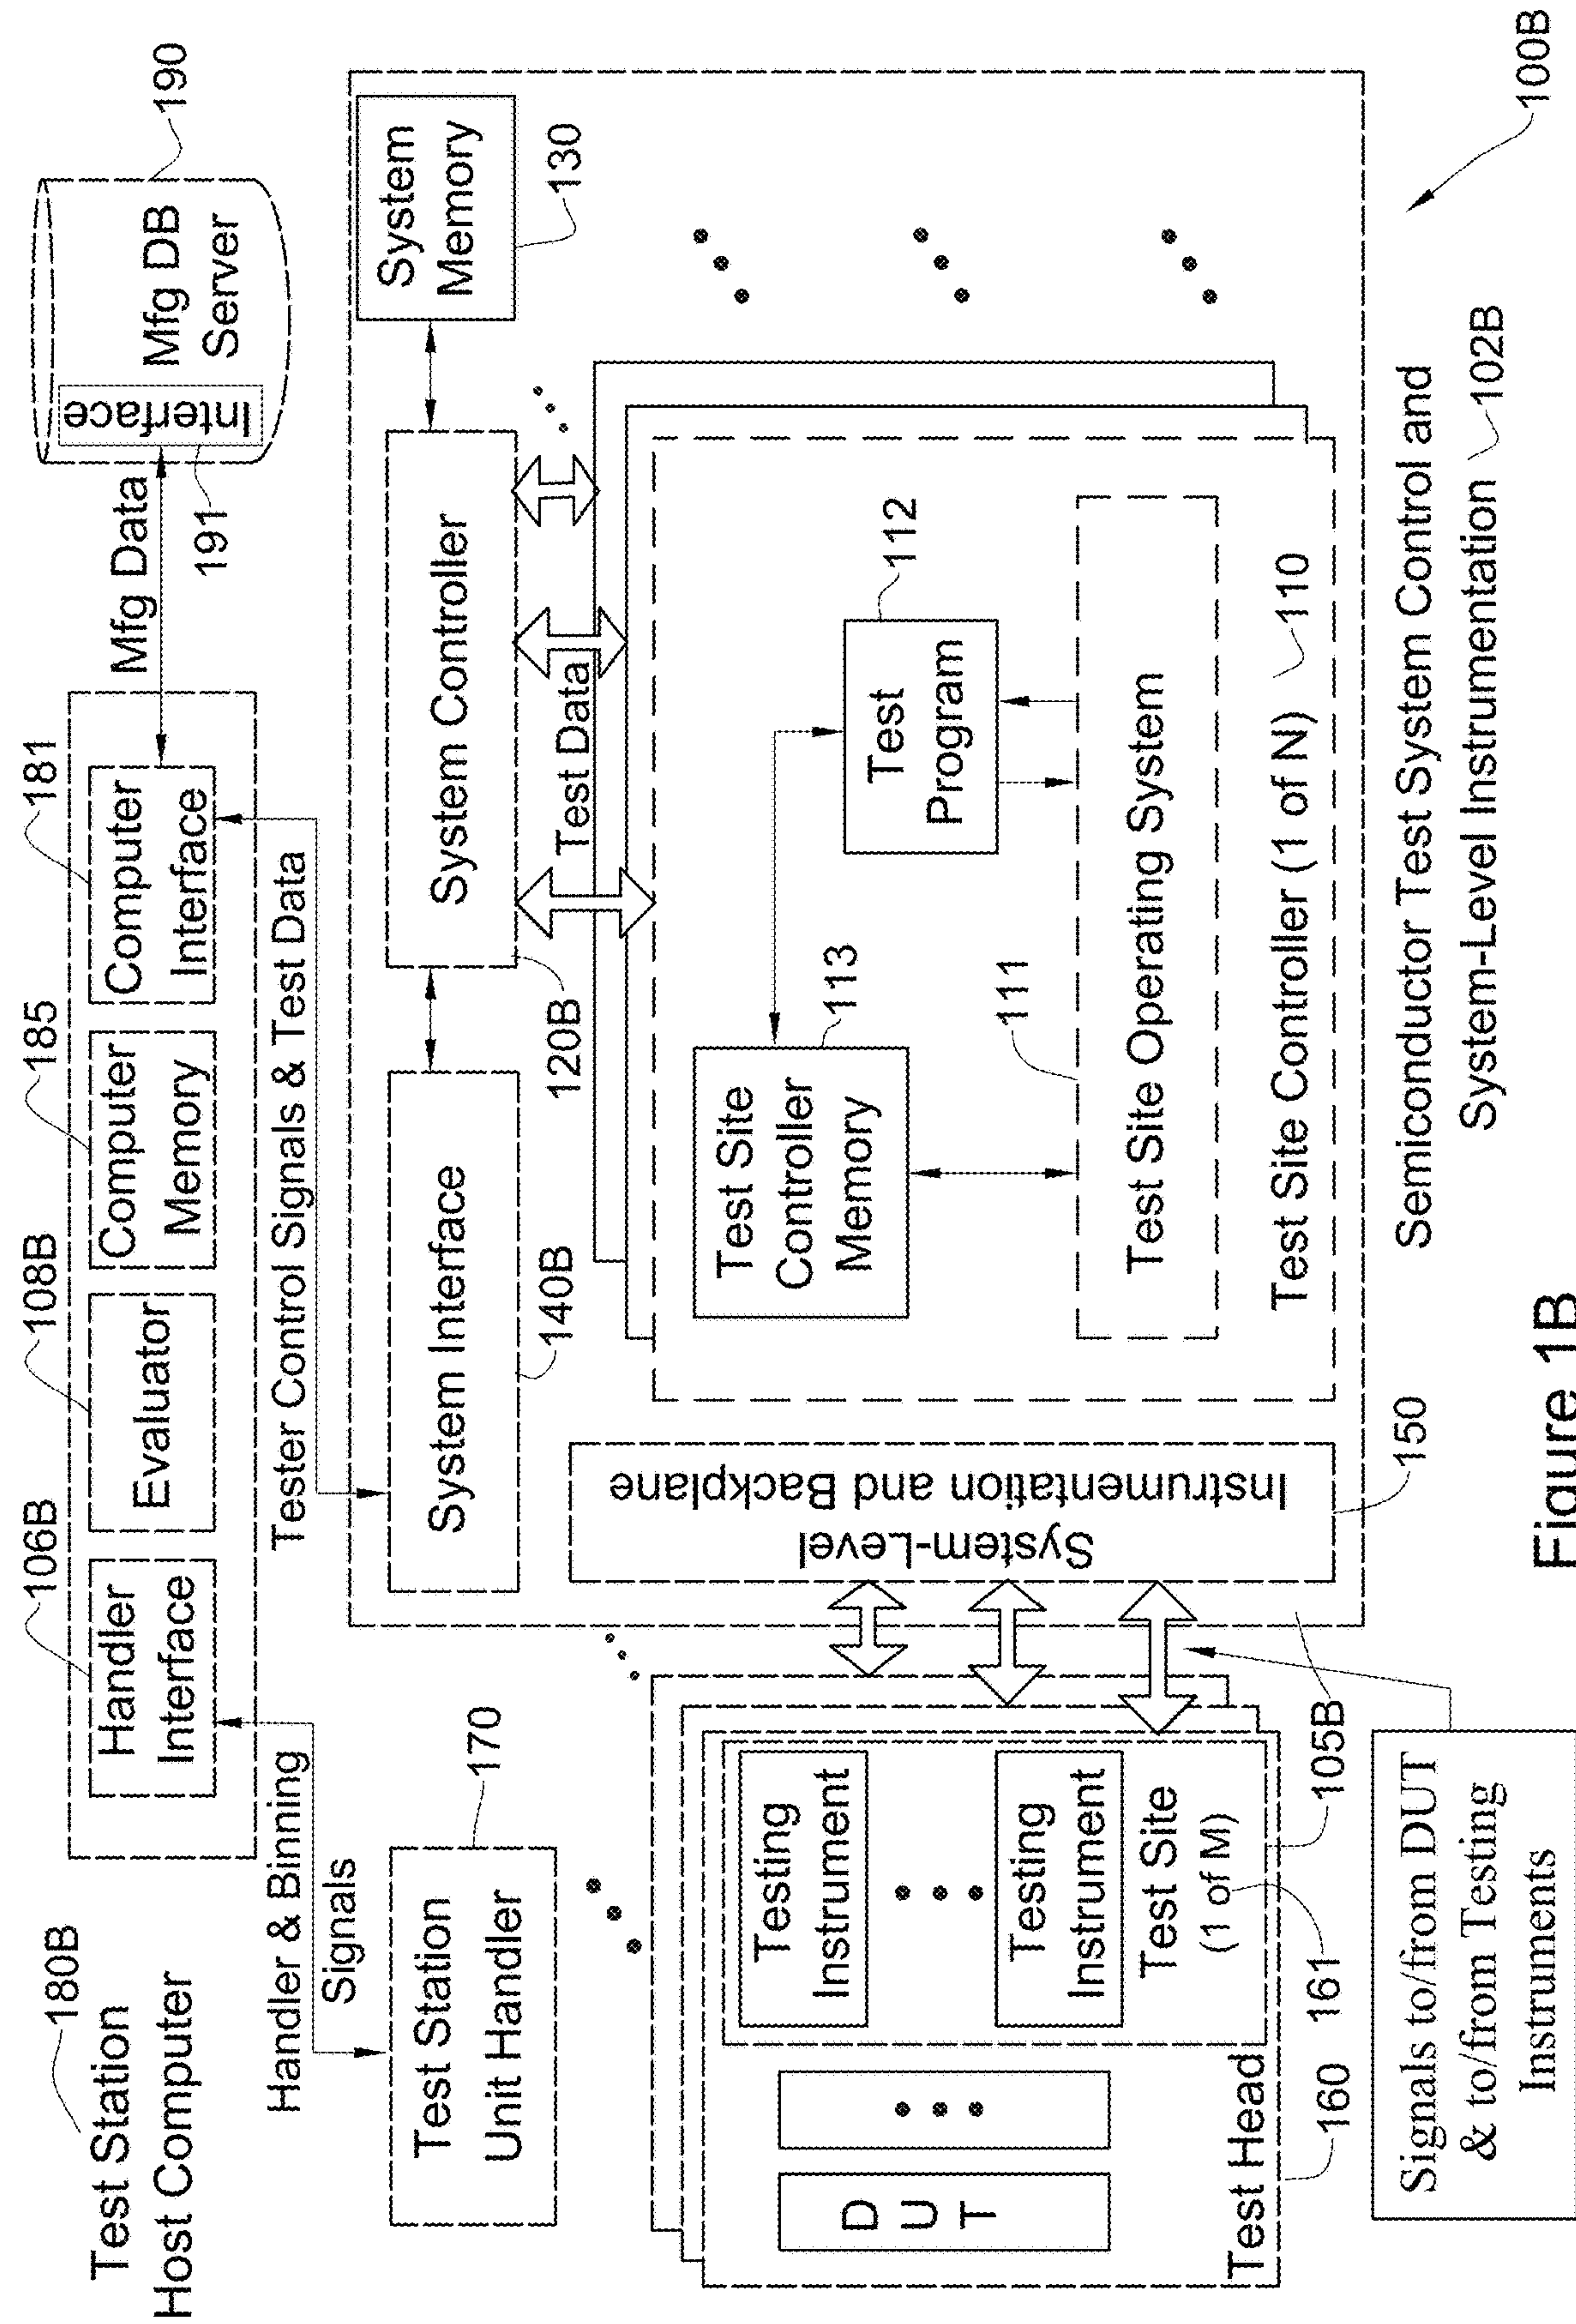 180B
Test Station
Host Computer
106B
Handler
Interface
108B
Evaluator
185
Computer
Memory
181
Computer
Interface
Mfg Data
191
Interface
Mfg DB
Server
190
Handler & Binning
Signals
Tester Control Signals & Test Data
170
Test Station
Unit Handler
System Interface
140B
System Controller
120B
System
Memory
130
Test Data
Test Site
Controller
Memory
113
Test
Program
112
111
Test Site Operating System
Test Site Controller (1 of N)
110
System-Level
Instrumentation and Backplane
150
D
U
T
Testing
Instrument
Testing
Instrument
Test Site
(1 of M)
Test Head
160
161
105B
Signals to/from DUT
& to/from Testing
Instruments
Semiconductor Test System Control and
System-Level Instrumentation
102B
100B
Figure 1B